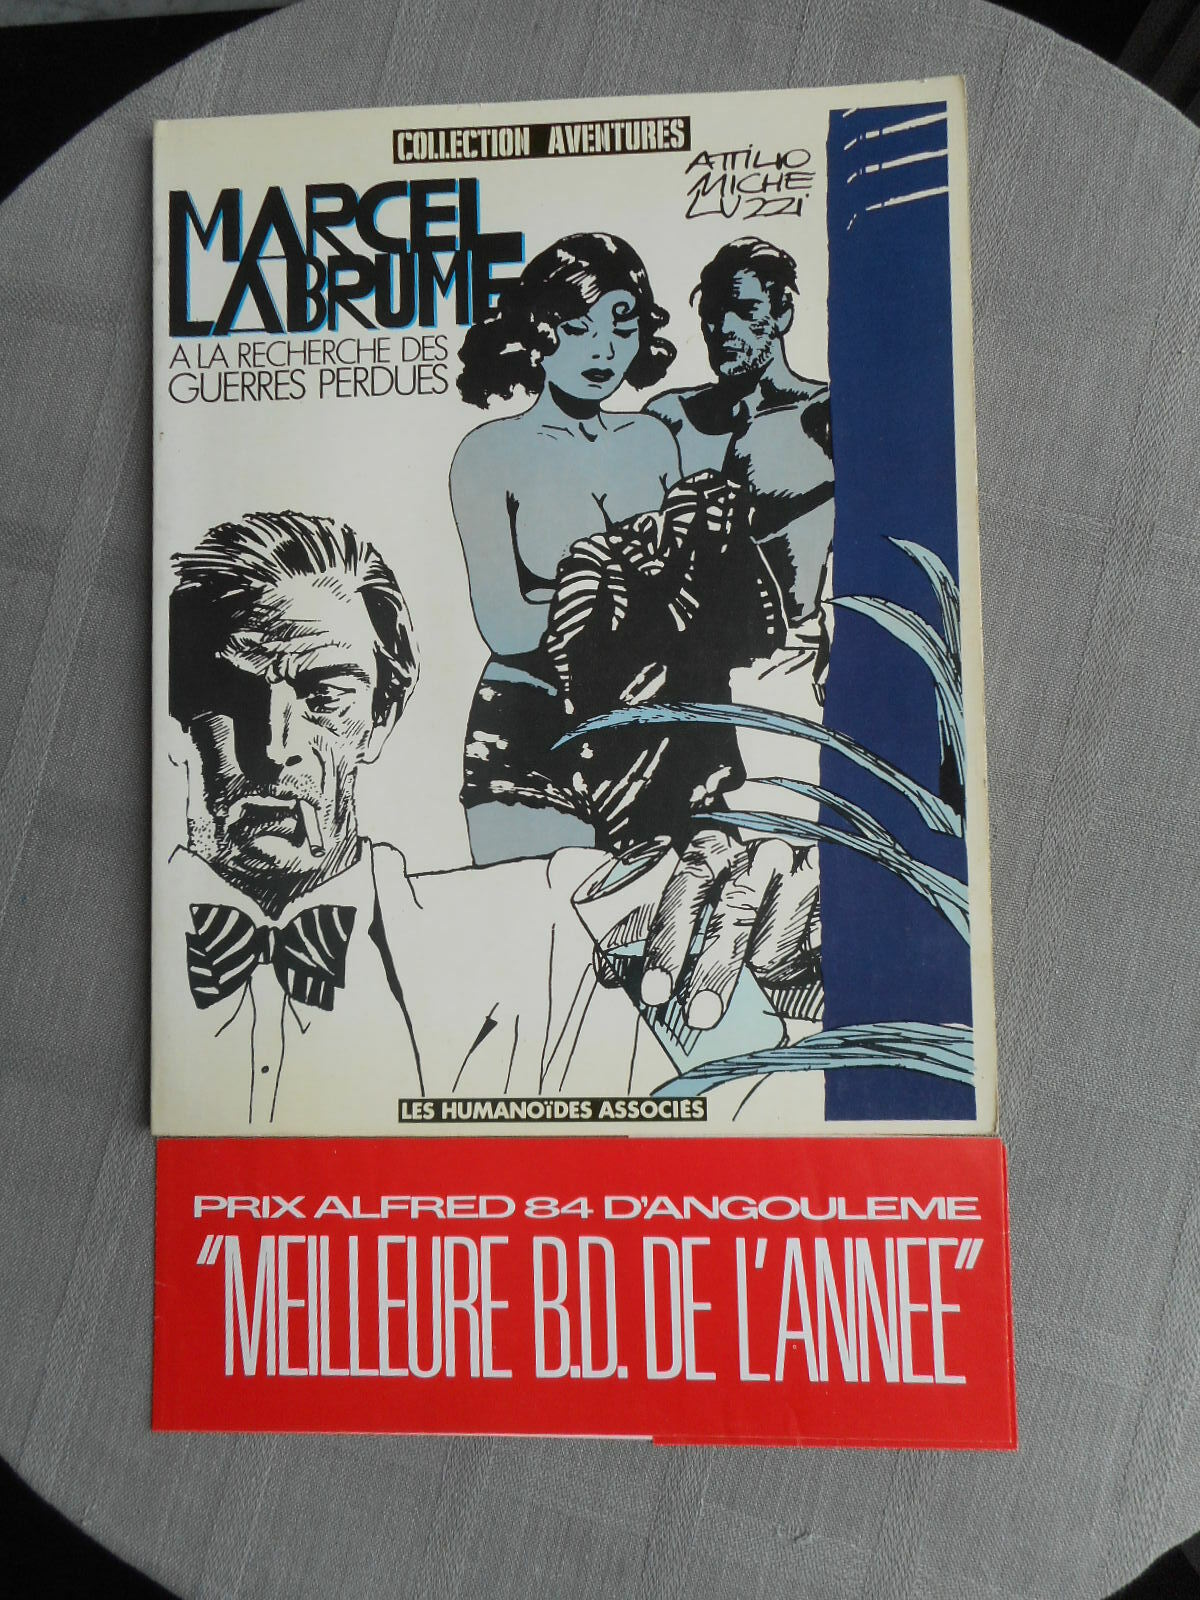 COLLECTION AVENTURES
ATTILIO
MICHE
LUZZI
MARCEL
LABRUME
A LA RECHERCHE DES
GUERRES PERDUES
LES HUMANOÏDES ASSOCIÉS
PRIX ALFRED 84 D'ANGOULEME
"MEILLEURE B.D. DE L'ANNEE"